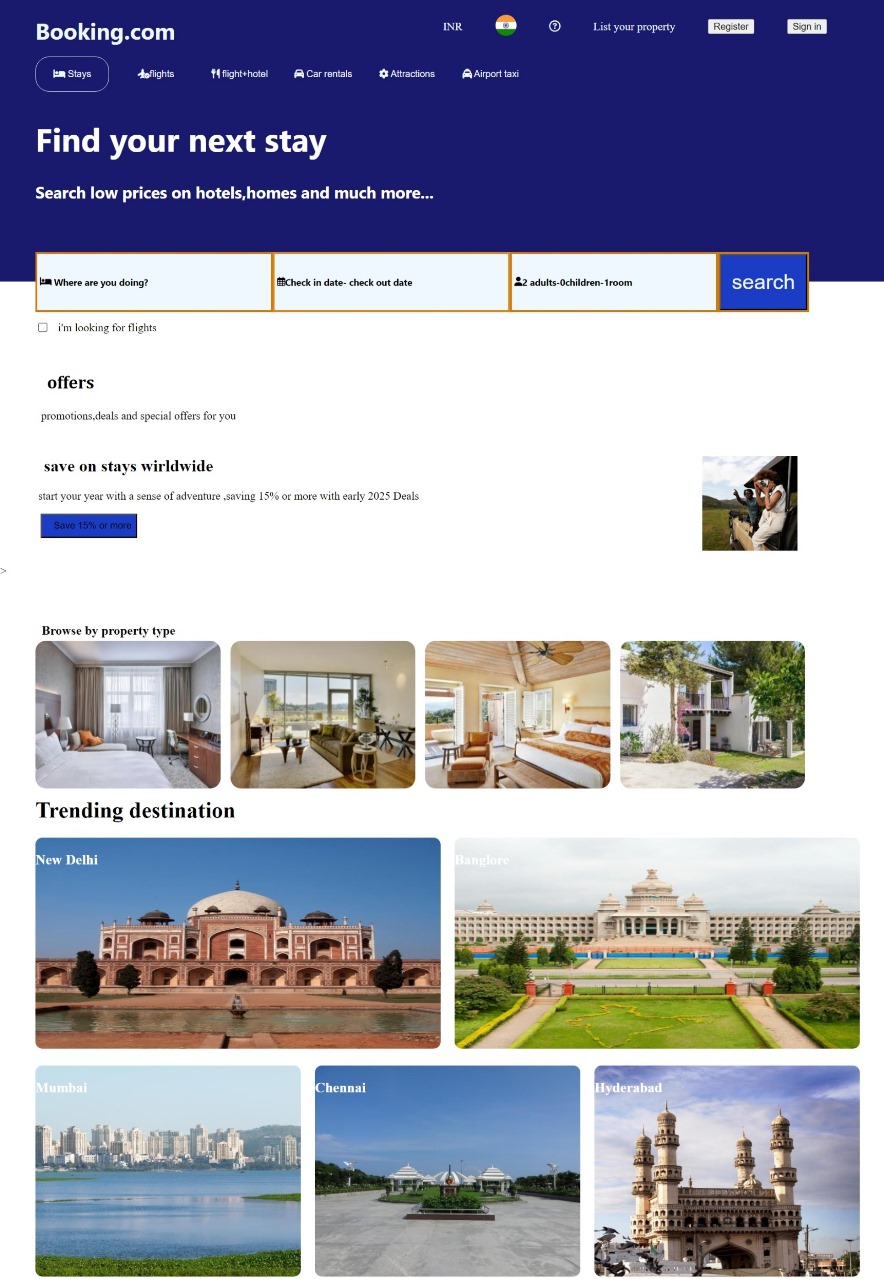 Booking.com
INR
List your property
Register
Sign in
Stays
flights
flight+hotel
Car rentals
Attractions
Airport taxi
Find your next stay
Search low prices on hotels,homes and much more...
Where are you doing?
Check in date- check out date
2 adults-0children-1room
search
i'm looking for flights
offers
promotions,deals and special offers for you
save on stays wirldwide
start your year with a sense of adventure ,saving 15% or more with early 2025 Deals
Save 15% or more
>
Browse by property type
Trending destination
New Delhi
Banglore
Mumbai
Chennai
Hyderabad